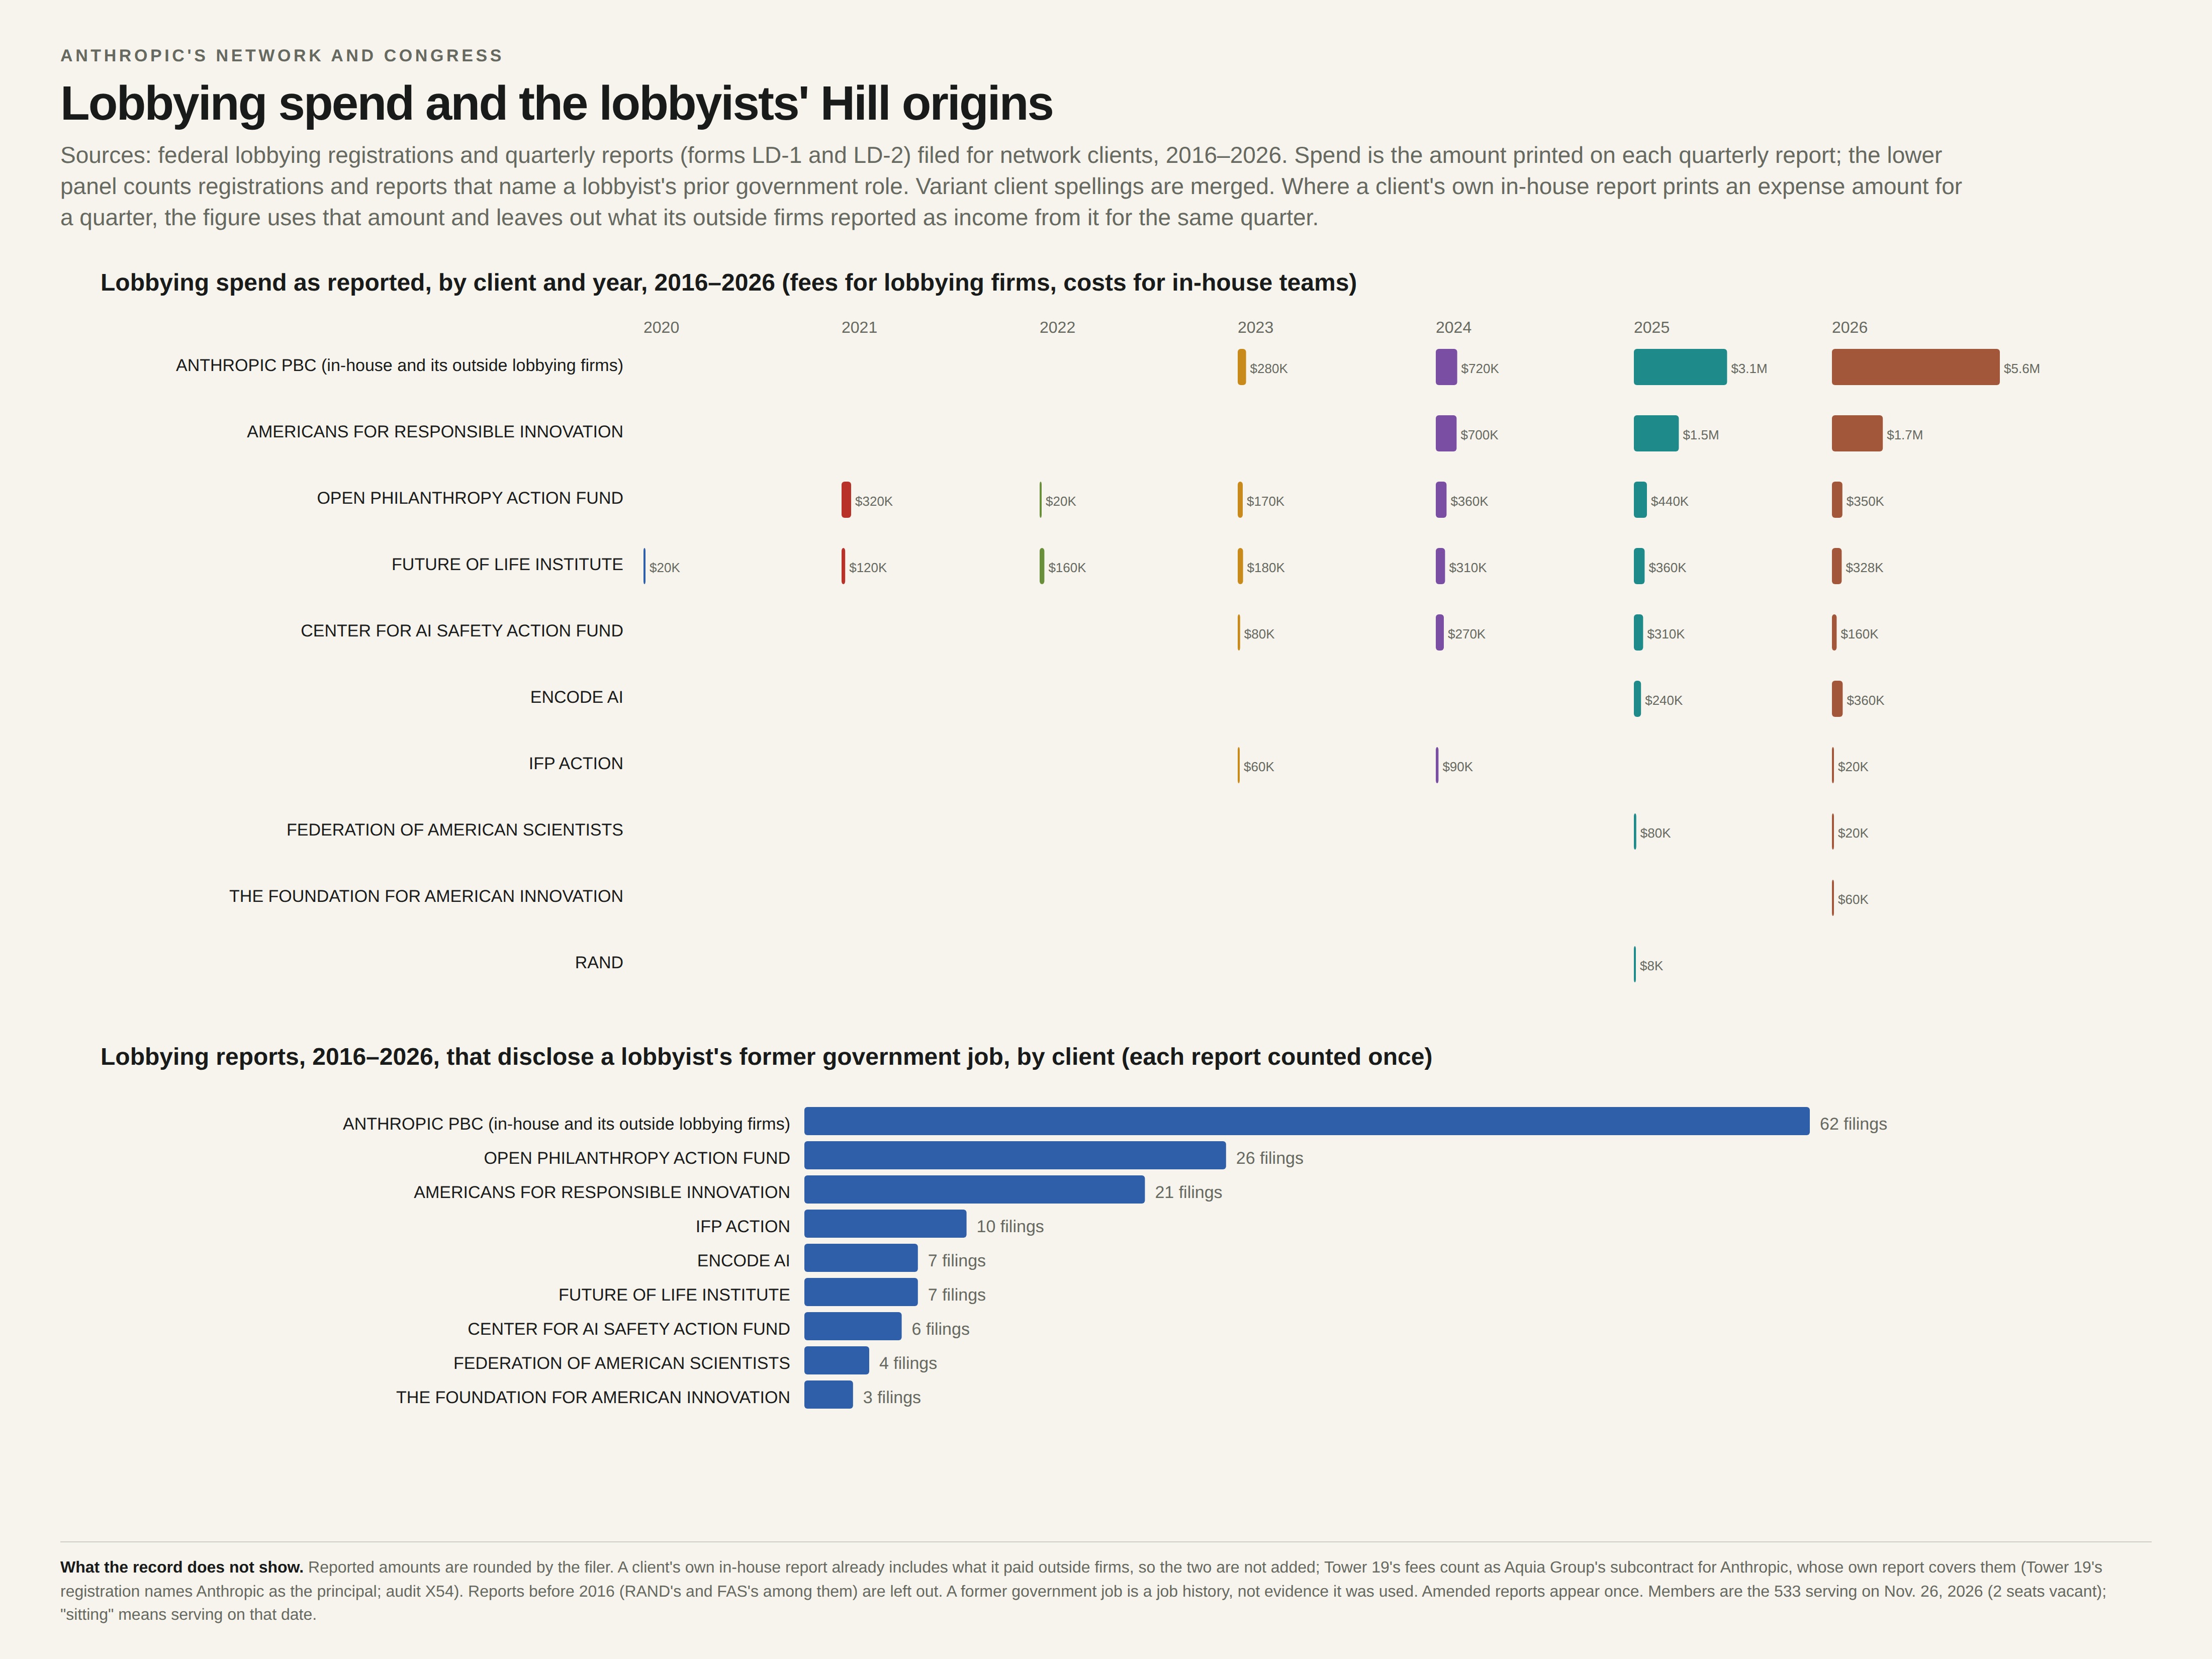 ANTHROPIC'S NETWORK AND CONGRESS
Lobbying spend and the lobbyists' Hill origins
Sources: federal lobbying registrations and quarterly reports (forms LD-1 and LD-2) filed for network clients, 2016–2026. Spend is the amount printed on each quarterly report; the lower
panel counts registrations and reports that name a lobbyist's prior government role. Variant client spellings are merged. Where a client's own in-house report prints an expense amount for
a quarter, the figure uses that amount and leaves out what its outside firms reported as income from it for the same quarter.
Lobbying spend as reported, by client and year, 2016–2026 (fees for lobbying firms, costs for in-house teams)
2020 2021 2022 2023 2024 2025 2026
ANTHROPIC PBC (in-house and its outside lobbying firms) $280K $720K $3.1M $5.6M
AMERICANS FOR RESPONSIBLE INNOVATION $700K $1.5M $1.7M
OPEN PHILANTHROPY ACTION FUND $320K $20K $170K $360K $440K $350K
FUTURE OF LIFE INSTITUTE $20K $120K $160K $180K $310K $360K $328K
CENTER FOR AI SAFETY ACTION FUND $80K $270K $310K $160K
ENCODE AI $240K $360K
IFP ACTION $60K $90K $20K
FEDERATION OF AMERICAN SCIENTISTS $80K $20K
THE FOUNDATION FOR AMERICAN INNOVATION $60K
RAND $8K
Lobbying reports, 2016–2026, that disclose a lobbyist's former government job, by client (each report counted once)
ANTHROPIC PBC (in-house and its outside lobbying firms) 62 filings
OPEN PHILANTHROPY ACTION FUND 26 filings
AMERICANS FOR RESPONSIBLE INNOVATION 21 filings
IFP ACTION 10 filings
ENCODE AI 7 filings
FUTURE OF LIFE INSTITUTE 7 filings
CENTER FOR AI SAFETY ACTION FUND 6 filings
FEDERATION OF AMERICAN SCIENTISTS 4 filings
THE FOUNDATION FOR AMERICAN INNOVATION 3 filings
What the record does not show. Reported amounts are rounded by the filer. A client's own in-house report already includes what it paid outside firms, so the two are not added; Tower 19's fees count as Aquia Group's subcontract for Anthropic, whose own report covers them (Tower 19's
registration names Anthropic as the principal; audit X54). Reports before 2016 (RAND's and FAS's among them) are left out. A former government job is a job history, not evidence it was used. Amended reports appear once. Members are the 533 serving on Nov. 26, 2026 (2 seats vacant);
"sitting" means serving on that date.